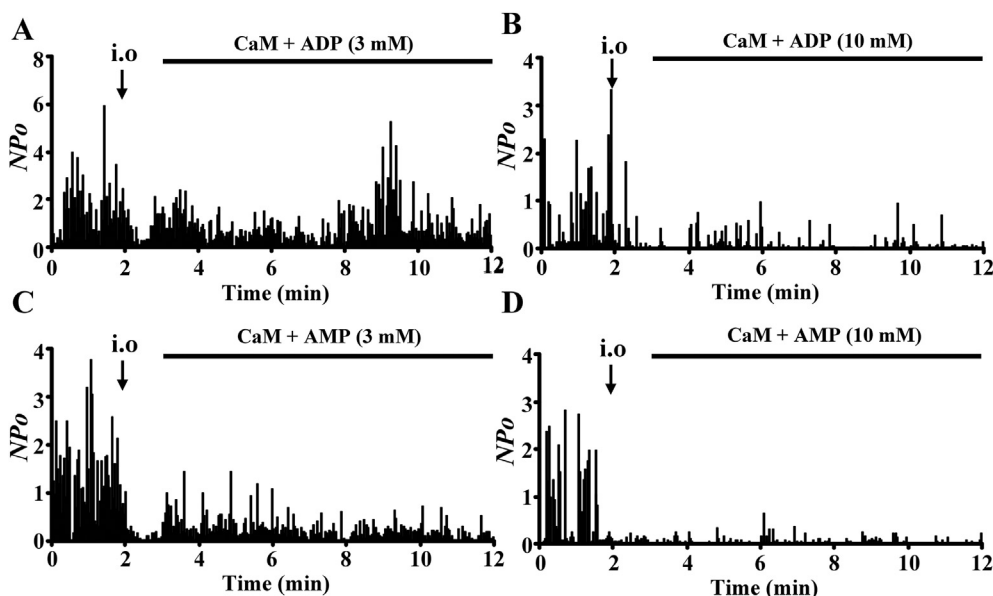 A
CaM + ADP (3 mM)
i.o
NPo
8
6
4
2
0
0 2 4 6 8 10 12
Time (min)
B
CaM + ADP (10 mM)
i.o
NPo
4
3
2
1
0
0 2 4 6 8 10 12
Time (min)
C
CaM + AMP (3 mM)
i.o
NPo
4
3
2
1
0
0 2 4 6 8 10 12
Time (min)
D
CaM + AMP (10 mM)
i.o
NPo
4
3
2
1
0
0 2 4 6 8 10 12
Time (min)